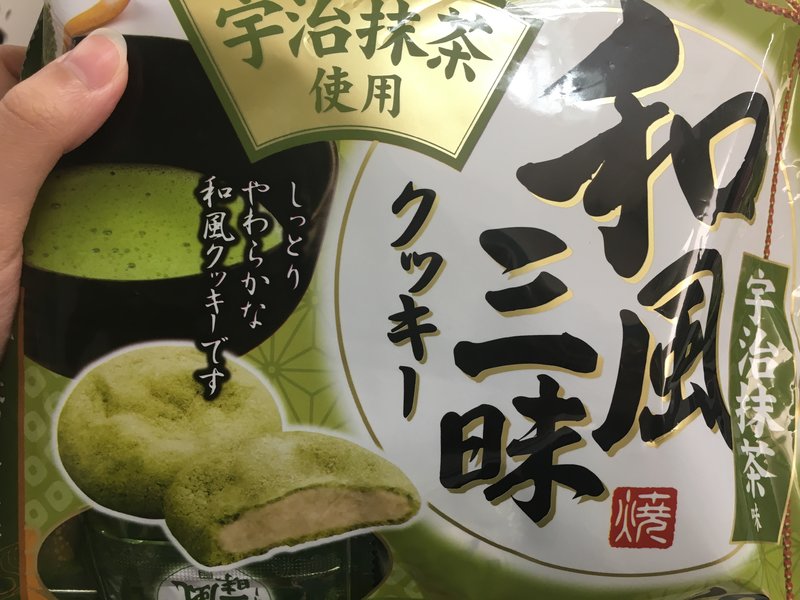 宇治抹茶
使用
和風
三昧
クッキー
宇治抹茶味
しっとり
やわらかな
和風クッキーです
焼